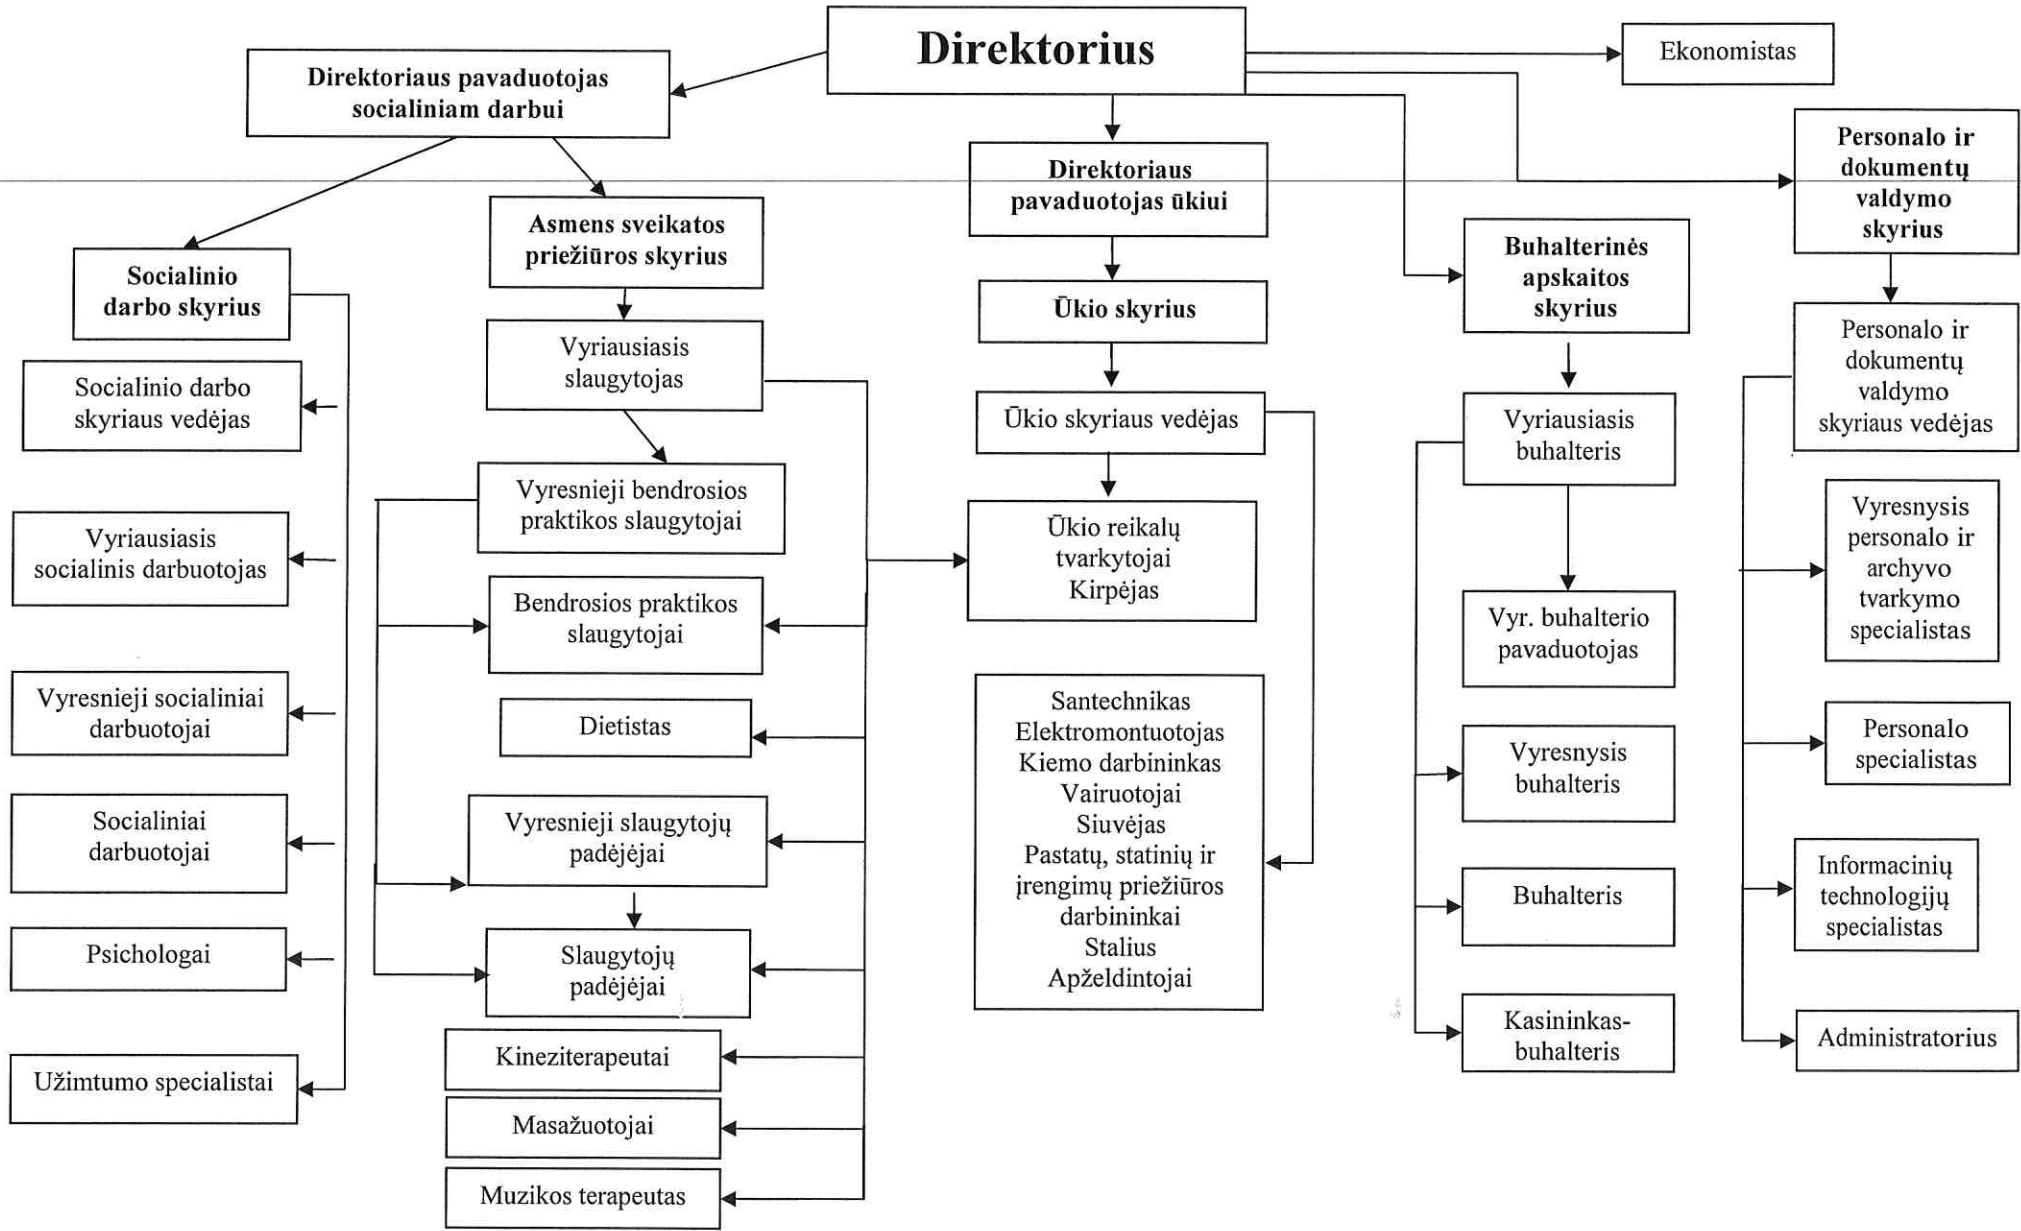 Direktorius
Ekonomistas
Direktoriaus pavaduotojas
socialiniam darbui
Personalo ir
dokumentų
valdymo
skyrius
Direktoriaus
pavaduotojas ūkiui
Asmens sveikatos
priežiūros skyrius
Buhalterinės
apskaitos
skyrius
Socialinio
darbo skyrius
Ūkio skyrius
Personalo ir
dokumentų
valdymo
skyriaus vedėjas
Vyriausiasis
slaugytojas
Socialinio darbo
skyriaus vedėjas
Ūkio skyriaus vedėjas
Vyriausiasis
buhalteris
Vyresnieji bendrosios
praktikos slaugytojai
Vyresnysis
personalo ir
archyvo
tvarkymo
specialistas
Ūkio reikalų
tvarkytojai
Kirpėjas
Vyriausiasis
socialinis darbuotojas
Bendrosios praktikos
slaugytojai
Vyr. buhalterio
pavaduotojas
Vyresnieji socialiniai
darbuotojai
Dietistas
Santechnikas
Elektromontuotojas
Kiemo darbininkas
Vairuotojai
Siuvėjas
Pastatų, statinių ir
įrengimų priežiūros
darbininkai
Stalius
Apželdintojai
Personalo
specialistas
Vyresnysis
buhalteris
Socialiniai
darbuotojai
Vyresnieji slaugytojų
padėjėjai
Informacinių
technologijų
specialistas
Buhalteris
Psichologai
Slaugytojų
padėjėjai
Kasininkas-
buhalteris
Administratorius
Kineziterapeutai
Užimtumo specialistai
Masažuotojai
Muzikos terapeutas